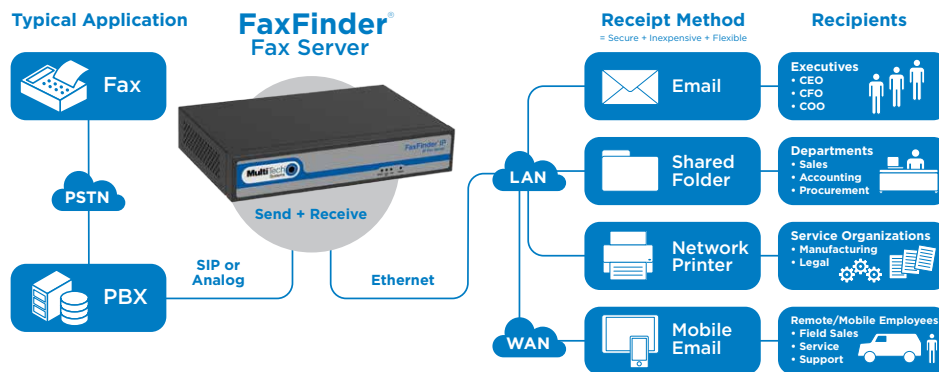 Typical Application
FaxFinder®
Fax Server
Receipt Method
= Secure + Inexpensive + Flexible
Recipients
Fax
PSTN
PBX
SIP or
Analog
FaxFinder IP
MultiTech
Systems
Send + Receive
Ethernet
LAN
WAN
Email
Shared
Folder
Network
Printer
Mobile
Email
Executives
• CEO
• CFO
• COO
Departments
• Sales
• Accounting
• Procurement
Service Organizations
• Manufacturing
• Legal
Remote/Mobile Employees
• Field Sales
• Service
• Support